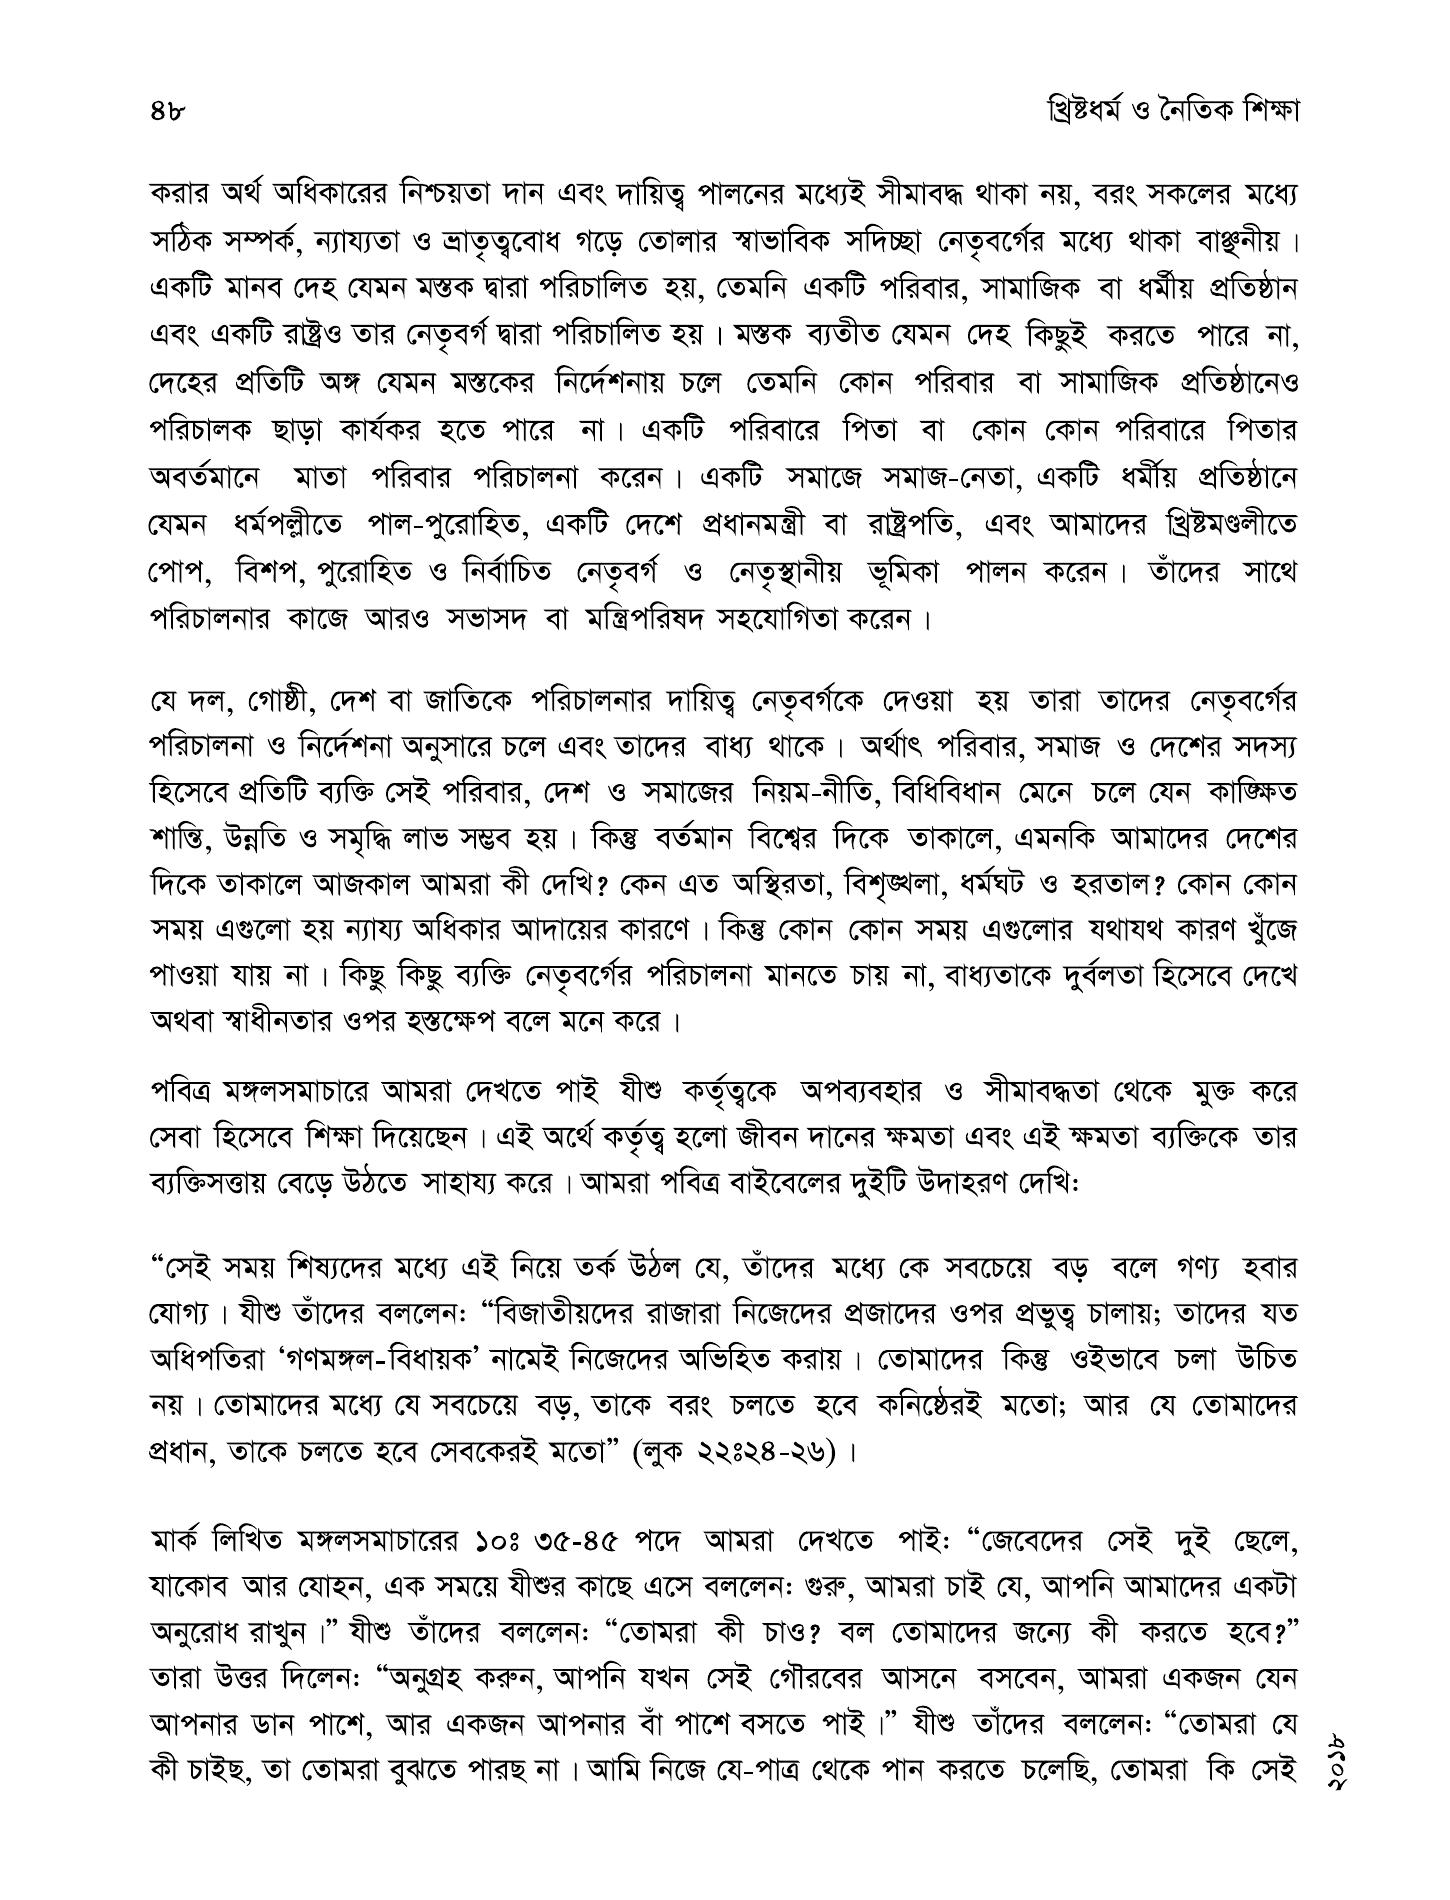 ৪৮ খ্রিষ্টধর্ম ও নৈতিক শিক্ষা
করার অর্থ অধিকারের নিশ্চয়তা দান এবং দায়িত্ব পালনের মধ্যেই সীমাবদ্ধ থাকা নয়, বরং সকলের মধ্যে
সঠিক সম্পর্ক, ন্যায্যতা ও ভ্রাতৃত্ববোধ গড়ে তোলার স্বাভাবিক সদিচ্ছা নেতৃবর্গের মধ্যে থাকা বাঞ্ছনীয়।
একটি মানব দেহ যেমন মস্তক দ্বারা পরিচালিত হয়, তেমনি একটি পরিবার, সামাজিক বা ধর্মীয় প্রতিষ্ঠান
এবং একটি রাষ্ট্রও তার নেতৃবর্গ দ্বারা পরিচালিত হয়। মস্তক ব্যতীত যেমন দেহ কিছুই করতে পারে না,
দেহের প্রতিটি অঙ্গ যেমন মস্তকের নির্দেশনায় চলে তেমনি কোন পরিবার বা সামাজিক প্রতিষ্ঠানেও
পরিচালক ছাড়া কার্যকর হতে পারে না। একটি পরিবারে পিতা বা কোন কোন পরিবারে পিতার
অবর্তমানে মাতা পরিবার পরিচালনা করেন। একটি সমাজে সমাজ-নেতা, একটি ধর্মীয় প্রতিষ্ঠানে
যেমন ধর্মপল্লীতে পাল-পুরোহিত, একটি দেশে প্রধানমন্ত্রী বা রাষ্ট্রপতি, এবং আমাদের খ্রিষ্টমণ্ডলীতে
পোপ, বিশপ, পুরোহিত ও নির্বাচিত নেতৃবর্গ ও নেতৃস্থানীয় ভূমিকা পালন করেন। তাঁদের সাথে
পরিচালনার কাজে আরও সভাসদ বা মন্ত্রিপরিষদ সহযোগিতা করেন।
যে দল, গোষ্ঠী, দেশ বা জাতিকে পরিচালনার দায়িত্ব নেতৃবর্গকে দেওয়া হয় তারা তাদের নেতৃবর্গের
পরিচালনা ও নির্দেশনা অনুসারে চলে এবং তাদের বাধ্য থাকে। অর্থাৎ পরিবার, সমাজ ও দেশের সদস্য
হিসেবে প্রতিটি ব্যক্তি সেই পরিবার, দেশ ও সমাজের নিয়ম-নীতি, বিধিবিধান মেনে চলে যেন কাঙ্ক্ষিত
শান্তি, উন্নতি ও সমৃদ্ধি লাভ সম্ভব হয়। কিন্তু বর্তমান বিশ্বের দিকে তাকালে, এমনকি আমাদের দেশের
দিকে তাকালে আজকাল আমরা কী দেখি? কেন এত অস্থিরতা, বিশৃঙ্খলা, ধর্মঘট ও হরতাল? কোন কোন
সময় এগুলো হয় ন্যায্য অধিকার আদায়ের কারণে। কিন্তু কোন কোন সময় এগুলোর যথাযথ কারণ খুঁজে
পাওয়া যায় না। কিছু কিছু ব্যক্তি নেতৃবর্গের পরিচালনা মানতে চায় না, বাধ্যতাকে দুর্বলতা হিসেবে দেখে
অথবা স্বাধীনতার ওপর হস্তক্ষেপ বলে মনে করে।
পবিত্র মঙ্গলসমাচারে আমরা দেখতে পাই যীশু কর্তৃত্বকে অপব্যবহার ও সীমাবদ্ধতা থেকে মুক্ত করে
সেবা হিসেবে শিক্ষা দিয়েছেন। এই অর্থে কর্তৃত্ব হলো জীবন দানের ক্ষমতা এবং এই ক্ষমতা ব্যক্তিকে তার
ব্যক্তিসত্তায় বেড়ে উঠতে সাহায্য করে। আমরা পবিত্র বাইবেলের দুইটি উদাহরণ দেখি:
“সেই সময় শিষ্যদের মধ্যে এই নিয়ে তর্ক উঠল যে, তাঁদের মধ্যে কে সবচেয়ে বড় বলে গণ্য হবার
যোগ্য। যীশু তাঁদের বললেন: “বিজাতীয়দের রাজারা নিজেদের প্রজাদের ওপর প্রভুত্ব চালায়; তাদের যত
অধিপতিরা ‘গণমঙ্গল-বিধায়ক’ নামেই নিজেদের অভিহিত করায়। তোমাদের কিন্তু ওইভাবে চলা উচিত
নয়। তোমাদের মধ্যে যে সবচেয়ে বড়, তাকে বরং চলতে হবে কনিষ্ঠেরই মতো; আর যে তোমাদের
প্রধান, তাকে চলতে হবে সেবকেরই মতো” (লুক ২২ঃ২৪-২৬)।
মার্ক লিখিত মঙ্গলসমাচারের ১০ঃ ৩৫-৪৫ পদে আমরা দেখতে পাই: “জেবেদের সেই দুই ছেলে,
যাকোব আর যোহন, এক সময়ে যীশুর কাছে এসে বললেন: গুরু, আমরা চাই যে, আপনি আমাদের একটা
অনুরোধ রাখুন।” যীশু তাঁদের বললেন: “তোমরা কী চাও? বল তোমাদের জন্যে কী করতে হবে?”
তারা উত্তর দিলেন: “অনুগ্রহ করুন, আপনি যখন সেই গৌরবের আসনে বসবেন, আমরা একজন যেন
আপনার ডান পাশে, আর একজন আপনার বাঁ পাশে বসতে পাই।” যীশু তাঁদের বললেন: “তোমরা যে
কী চাইছ, তা তোমরা বুঝতে পারছ না। আমি নিজে যে-পাত্র থেকে পান করতে চলেছি, তোমরা কি সেই
২০১৮